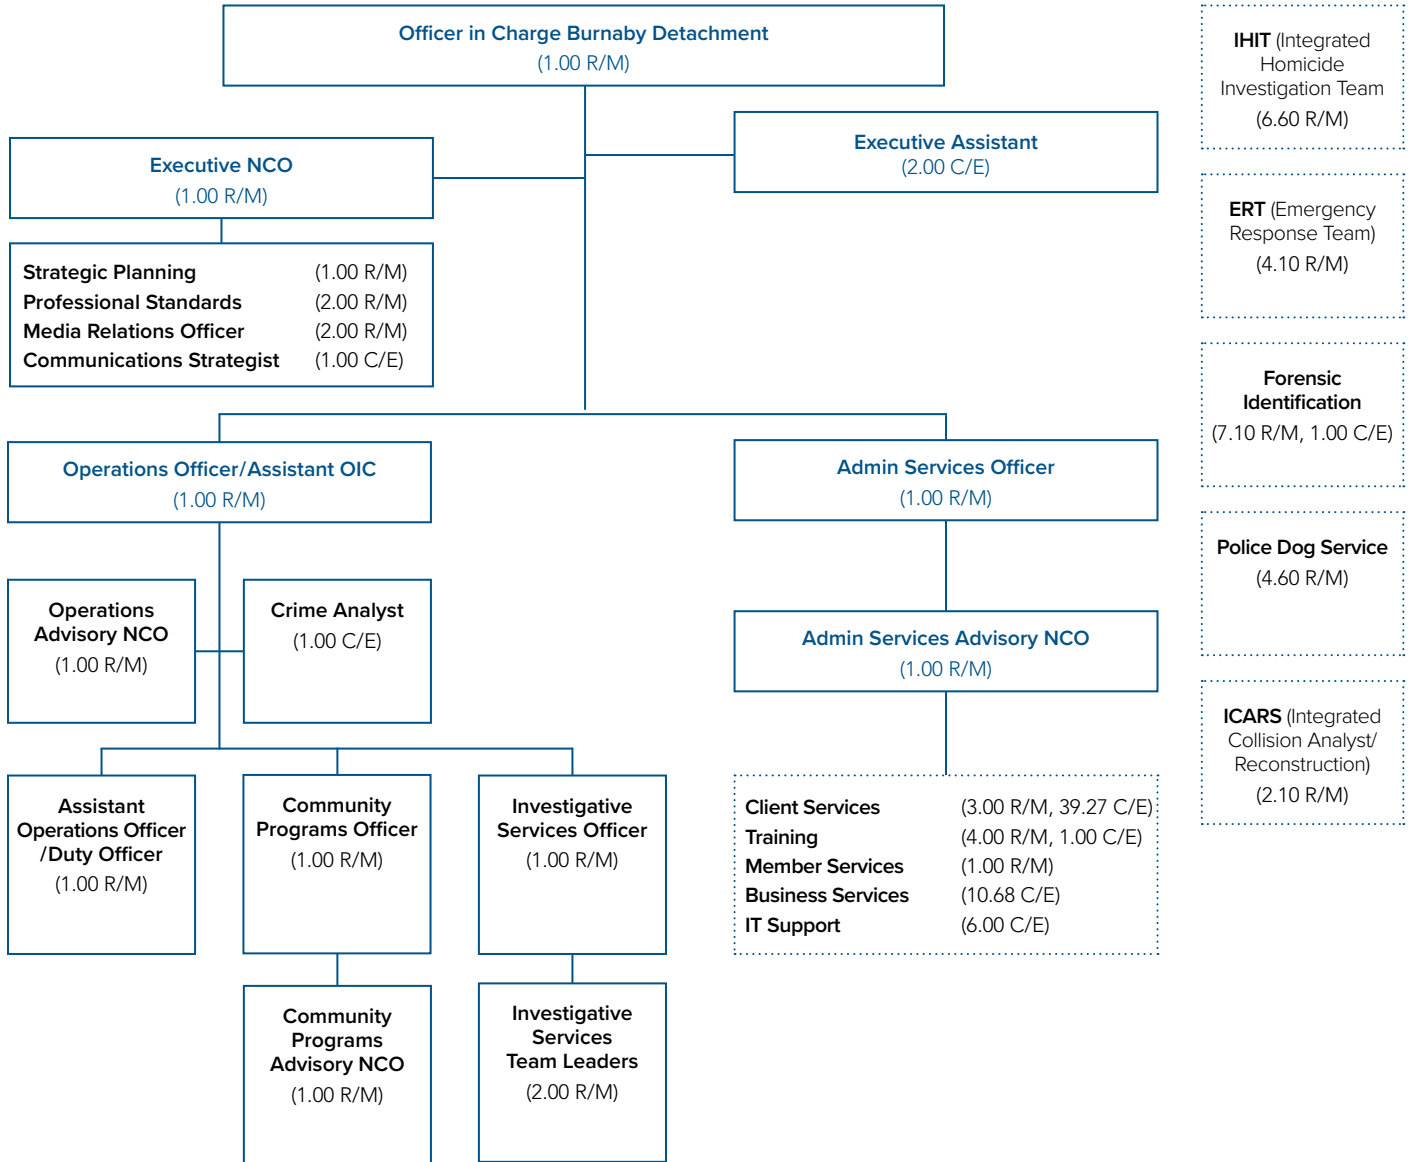 Officer in Charge Burnaby Detachment
(1.00 R/M)
Executive NCO
(1.00 R/M)
Executive Assistant
(2.00 C/E)
Strategic Planning (1.00 R/M)
Professional Standards (2.00 R/M)
Media Relations Officer (2.00 R/M)
Communications Strategist (1.00 C/E)
Operations Officer/Assistant OIC
(1.00 R/M)
Admin Services Officer
(1.00 R/M)
Operations
Advisory NCO
(1.00 R/M)
Crime Analyst
(1.00 C/E)
Admin Services Advisory NCO
(1.00 R/M)
Assistant
Operations Officer
/Duty Officer
(1.00 R/M)
Community
Programs Officer
(1.00 R/M)
Investigative
Services Officer
(1.00 R/M)
Client Services (3.00 R/M, 39.27 C/E)
Training (4.00 R/M, 1.00 C/E)
Member Services (1.00 R/M)
Business Services (10.68 C/E)
IT Support (6.00 C/E)
Community
Programs
Advisory NCO
(1.00 R/M)
Investigative
Services
Team Leaders
(2.00 R/M)
IHIT (Integrated
Homicide
Investigation Team
(6.60 R/M)
ERT (Emergency
Response Team)
(4.10 R/M)
Forensic
Identification
(7.10 R/M, 1.00 C/E)
Police Dog Service
(4.60 R/M)
ICARS (Integrated
Collision Analyst/
Reconstruction)
(2.10 R/M)